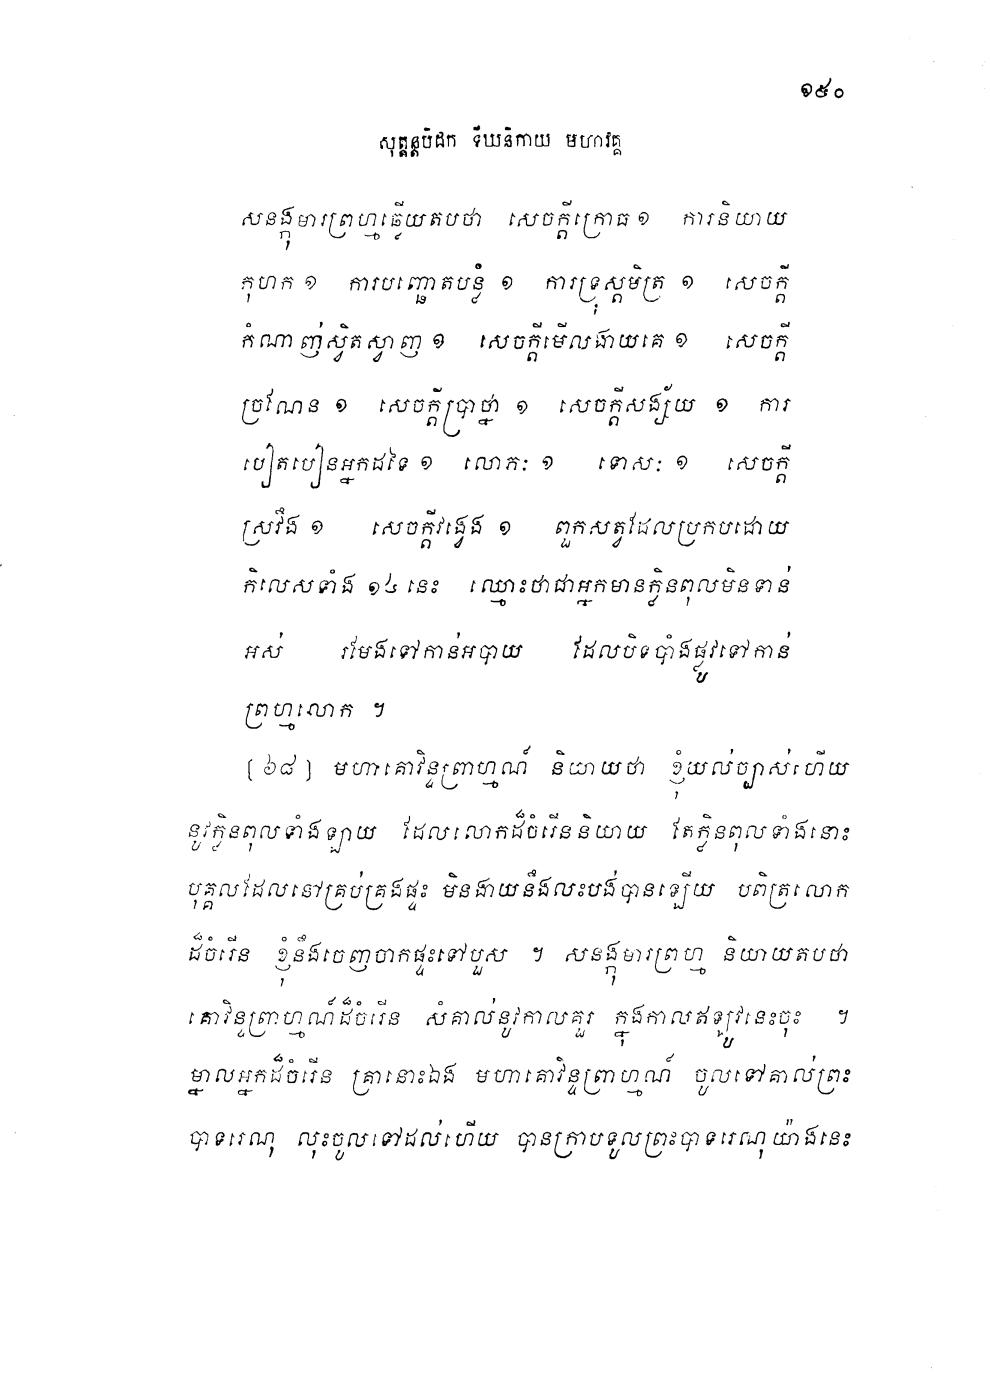 ១៥០
សុត្តន្តបិដក ទីឃនិកាយ មហាវគ្គ
សនង្កុមារព្រហ្មធ្វើយតបថា សេចក្តីក្រោធ ១ ការនិយាយ
កុហក ១ ការបញ្ឆោតបន្លំ ១ ការទ្រុស្តមិត្រ ១ សេចក្តី
កំណាញ់ស្វិតស្វាញ ១ សេចក្តីមើលងាយគេ ១ សេចក្តី
ច្រណែន ១ សេចក្តីប្រាថ្នា ១ សេចក្តីសង្ស័យ ១ ការ
បៀតបៀនអ្នកដទៃ ១ លោភៈ ១ ទោសៈ ១ សេចក្តី
ស្រវឹង ១ សេចក្តីវង្វេង ១ ពួកសត្វដែលប្រកបដោយ
កិលេសទាំង ១៤ នេះ ឈ្មោះថាជាអ្នកមានក្លិនពុលមិនទាន់
អស់ រមែងទៅកាន់អបាយ ដែលបិទបាំងផ្លូវទៅកាន់
ព្រហ្មលោក ។
(៦៨) មហាគោវិន្ទព្រាហ្មណ៍ និយាយថា ខ្ញុំយល់ច្បាស់ហើយ
នូវក្លិនពុលទាំងឡាយ ដែលលោកដ៏ចំរើននិយាយ តែក្លិនពុលទាំងនោះ
បុគ្គលដែលនៅគ្រប់គ្រងផ្ទះ មិនងាយនឹងលះបង់បានឡើយ បពិត្រលោក
ដ៏ចំរើន ខ្ញុំនឹងចេញចាកផ្ទះទៅបួស ។ សនង្កុមារព្រហ្ម និយាយតបថា
គោវិន្ទព្រាហ្មណ៍ដ៏ចំរើន សំគាល់នូវកាលគួរ ក្នុងកាលឥឡូវនេះចុះ ។
ម្នាលអ្នកដ៏ចំរើន គ្រានោះឯង មហាគោវិន្ទព្រាហ្មណ៍ ចូលទៅគាល់ព្រះ
បាទរេណុ លុះចូលទៅដល់ហើយ បានក្រាបទូលព្រះបាទរេណុយ៉ាងនេះ